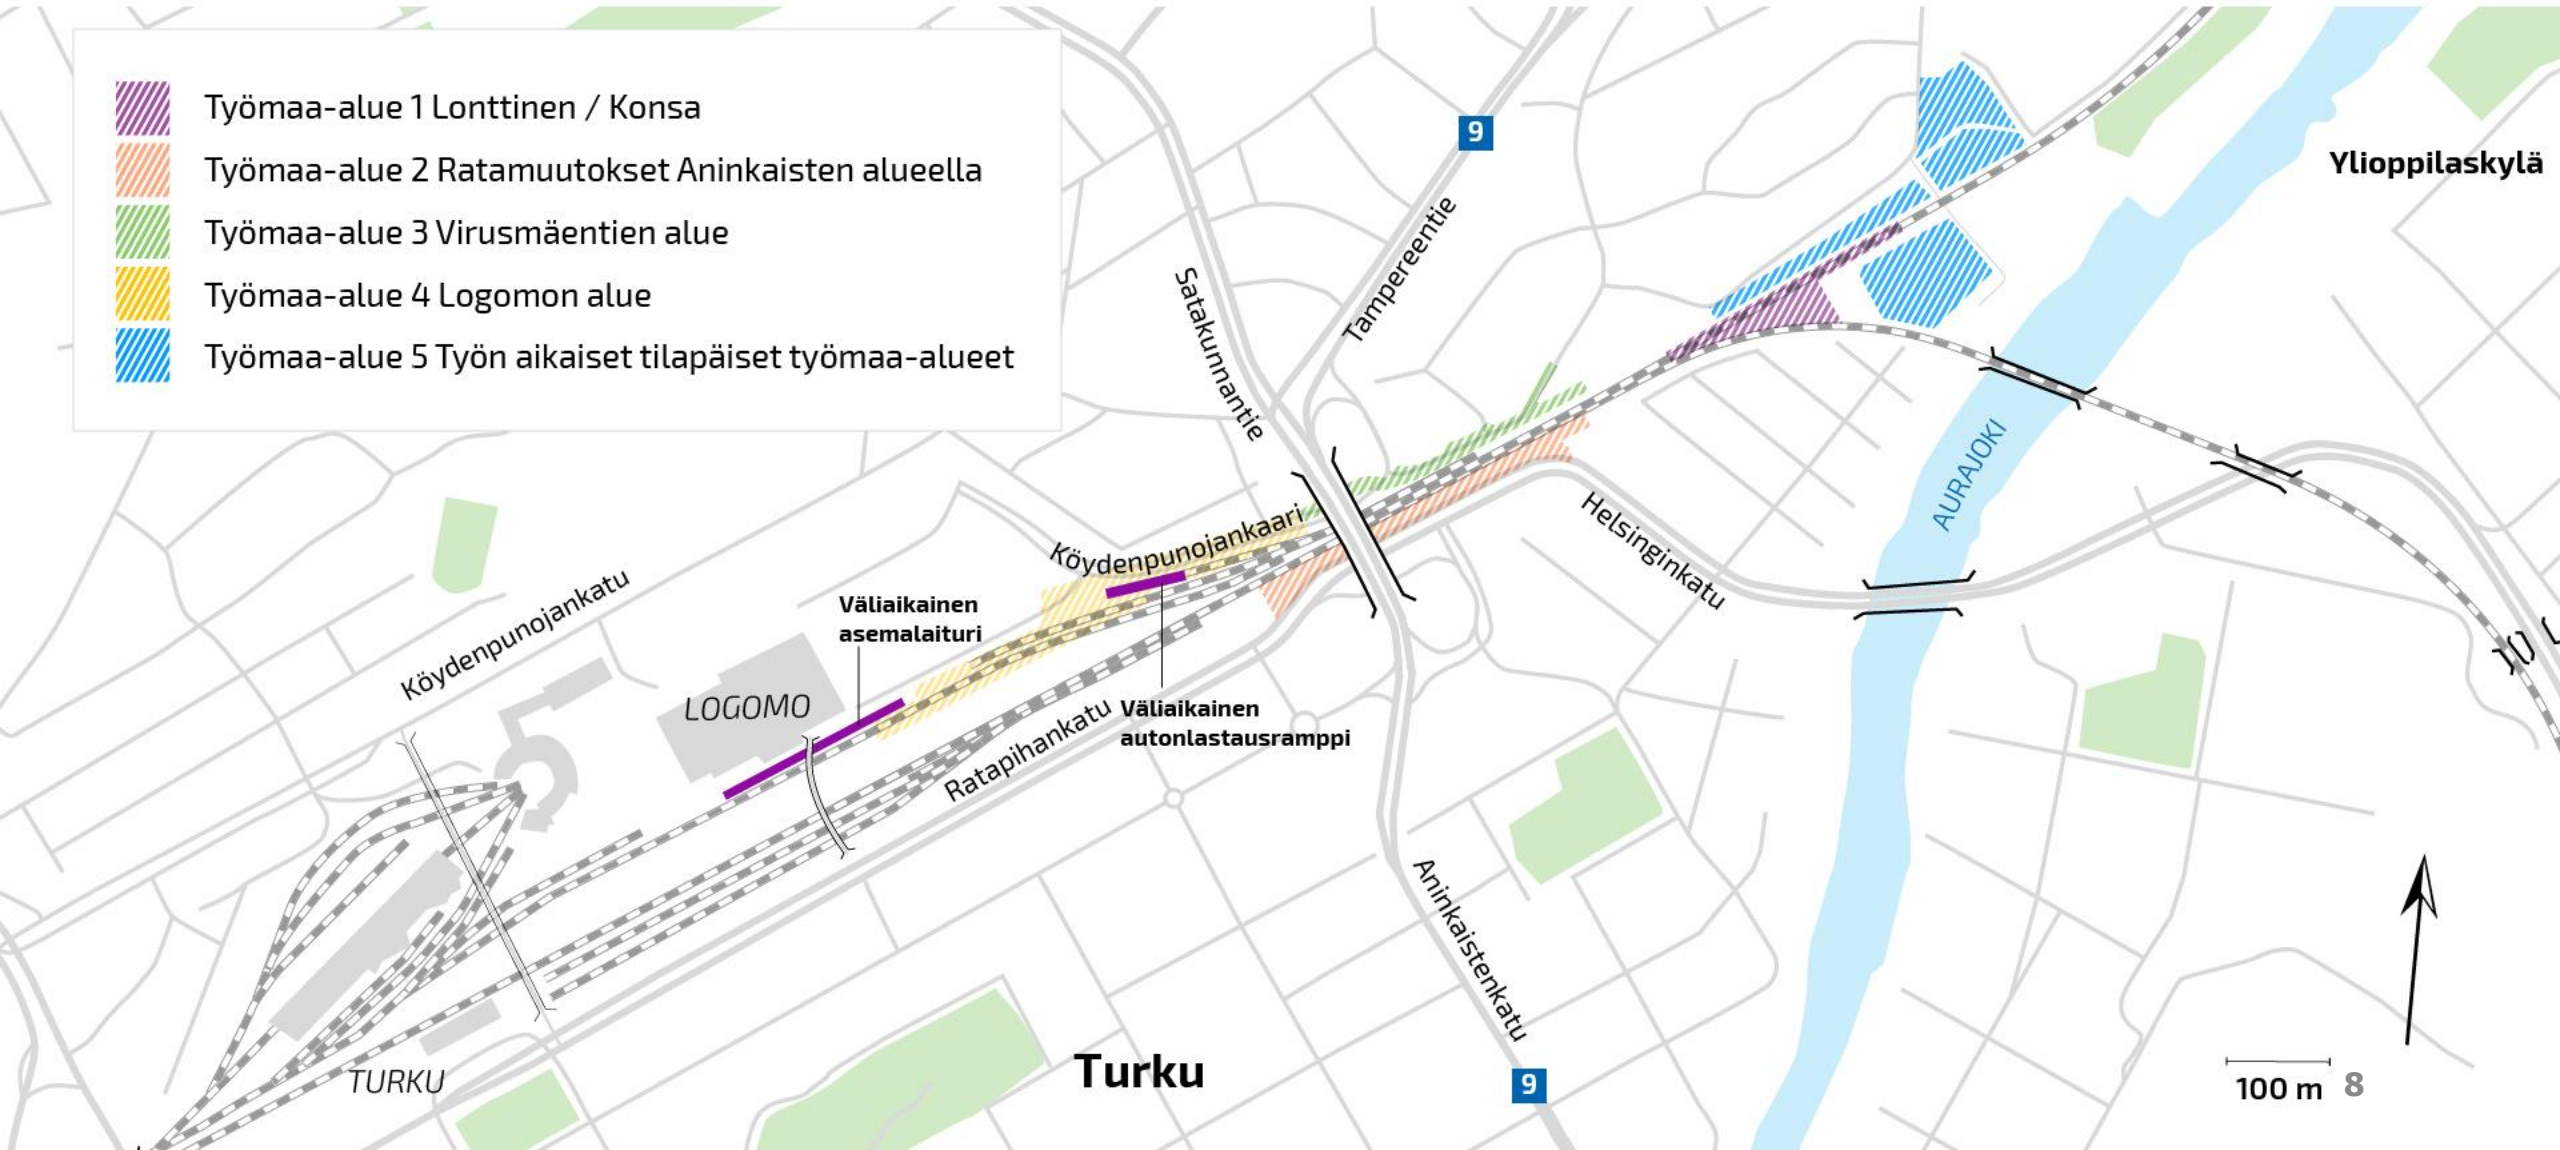 Työmaa-alue 1 Lonttinen / Konsa
Työmaa-alue 2 Ratamuutokset Aninkaisten alueella
Työmaa-alue 3 Virusmäentien alue
Työmaa-alue 4 Logomon alue
Työmaa-alue 5 Työn aikaiset tilapäiset työmaa-alueet
9
Ylioppilaskylä
Tampereentie
Satakunnantie
AURAJOKI
Helsinginkatu
Köydenpunojankaari
Köydenpunojankatu
Väliaikainen
asemalaituri
LOGOMO
Väliaikainen
autonlastausramppi
Ratapihankatu
Aninkaistenkatu
Turku
TURKU
9
100 m
8